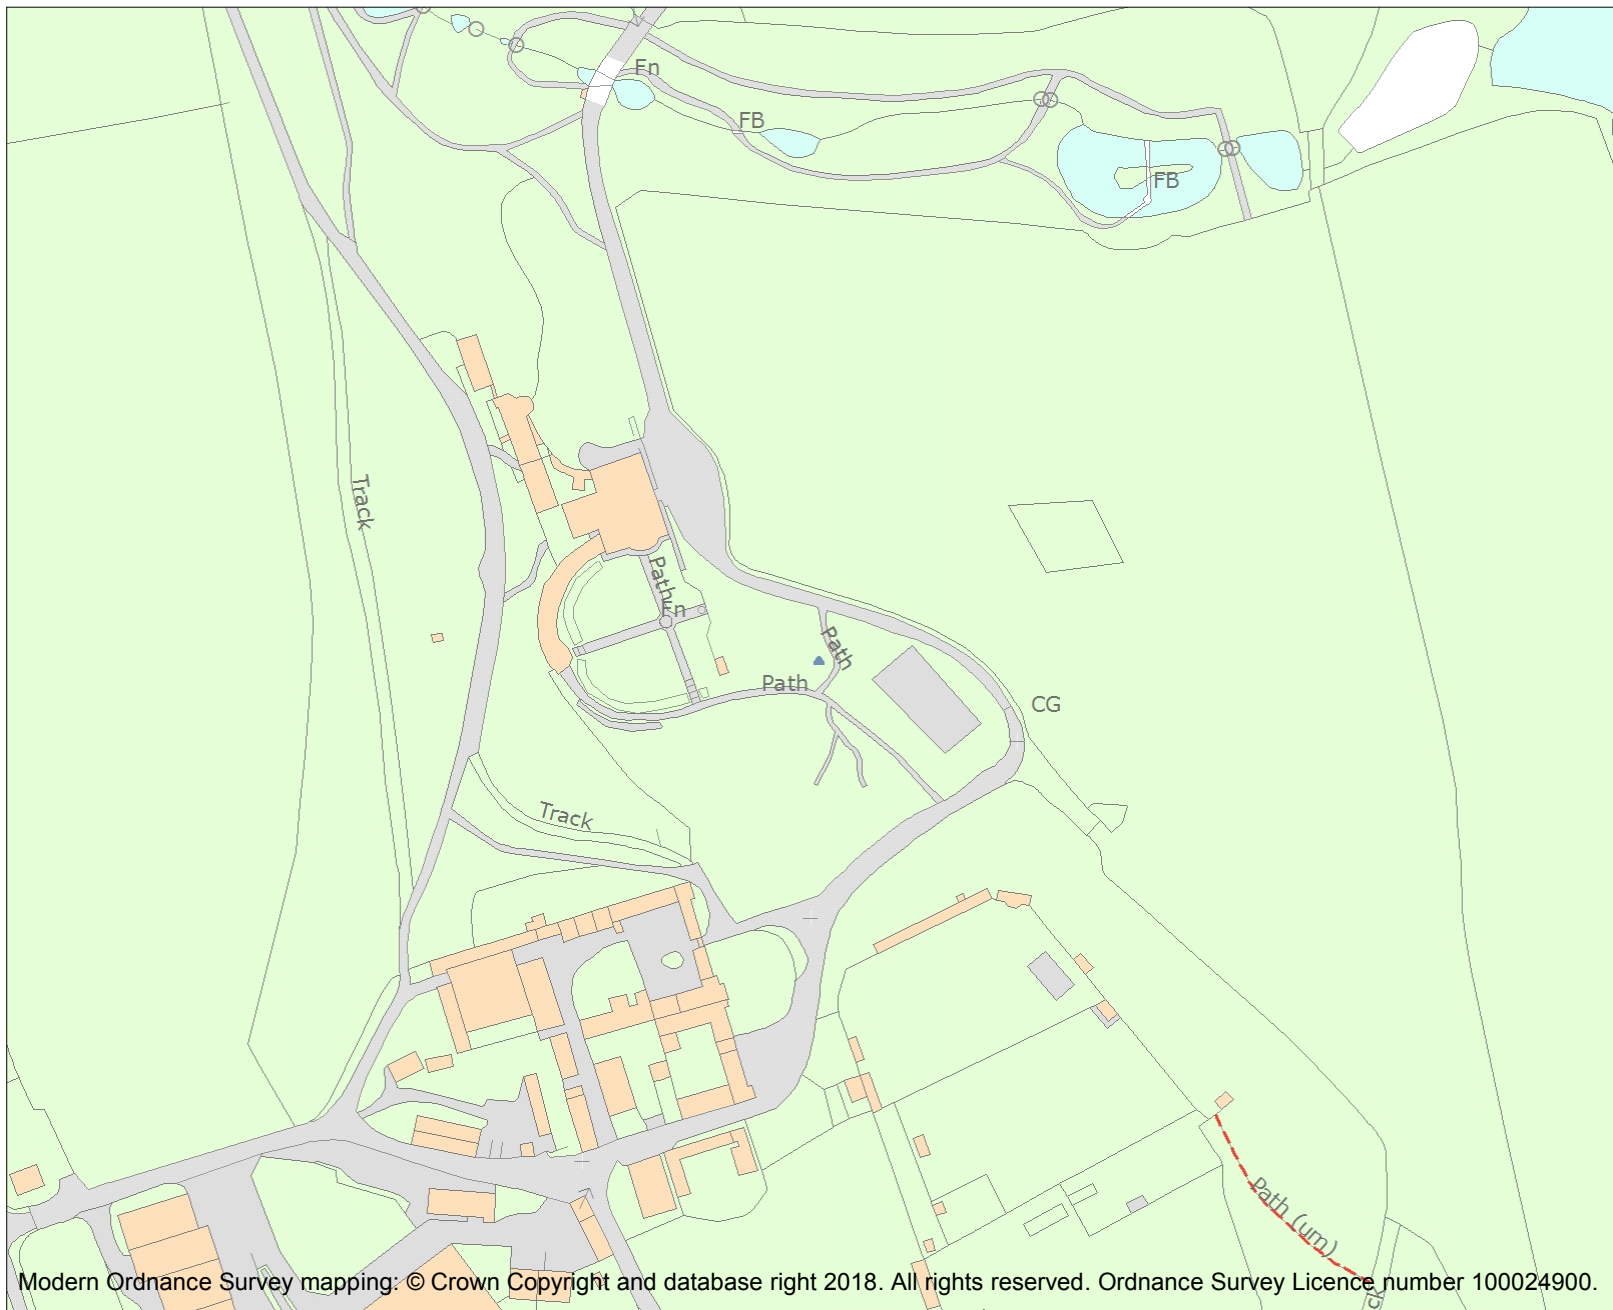 Fn
FB
FB
Track
Path
Fn
Path
Path
CG
Track
Path (um)
Modern Ordnance Survey mapping: © Crown Copyright and database right 2018. All rights reserved. Ordnance Survey Licence number 100024900.